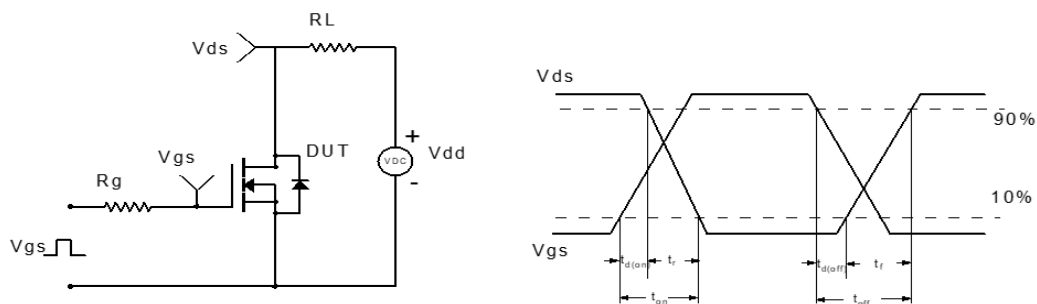 RL
Vds
Vgs
DUT
Rg
Vgs
VDC
+
Vdd
-
Vds
90%
10%
Vgs
td(on)
tr
ton
td(off)
tf
toff